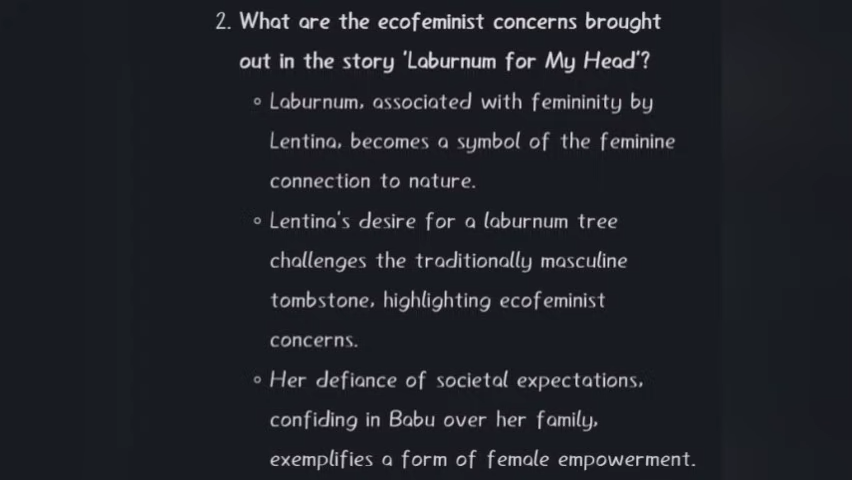 2. What are the ecofeminist concerns brought
out in the story 'Laburnum for My Head'?
◦ Laburnum, associated with femininity by
Lentina, becomes a symbol of the feminine
connection to nature.
◦ Lentina's desire for a laburnum tree
challenges the traditionally masculine
tombstone, highlighting ecofeminist
concerns.
◦ Her defiance of societal expectations,
confiding in Babu over her family,
exemplifies a form of female empowerment.